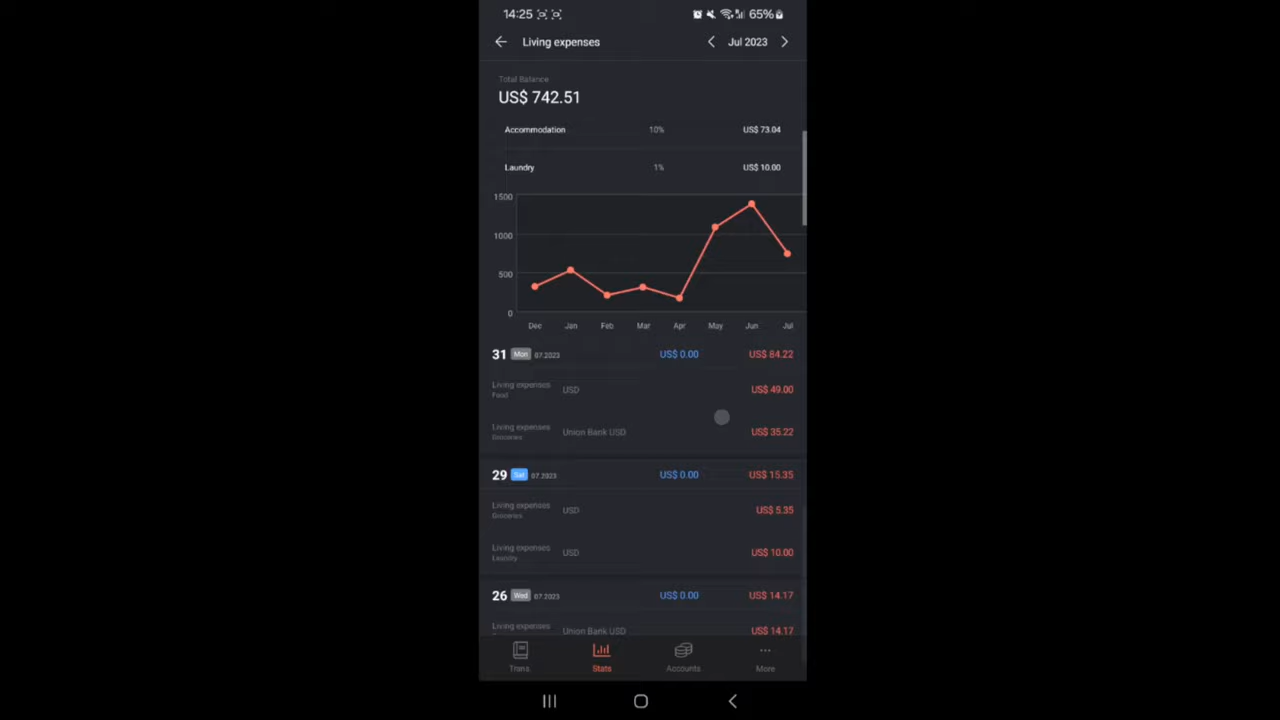 14:25 65%
Living expenses Jul 2023
Total Balance
US$ 742.51
Accommodation 10% US$ 73.04
Laundry 1% US$ 10.00
1500
1000
500
0
Dec Jan Feb Mar Apr May Jun Jul
31 Mon 07.2023 US$ 0.00 US$ 84.22
Living expenses USD US$ 49.00
Food
Living expenses Union Bank USD US$ 35.22
Groceries
29 Sat 07.2023 US$ 0.00 US$ 15.35
Living expenses USD US$ 5.35
Groceries
Living expenses USD US$ 10.00
Laundry
26 Wed 07.2023 US$ 0.00 US$ 14.17
Living expenses Union Bank USD US$ 14.17
Trans Stats Accounts More